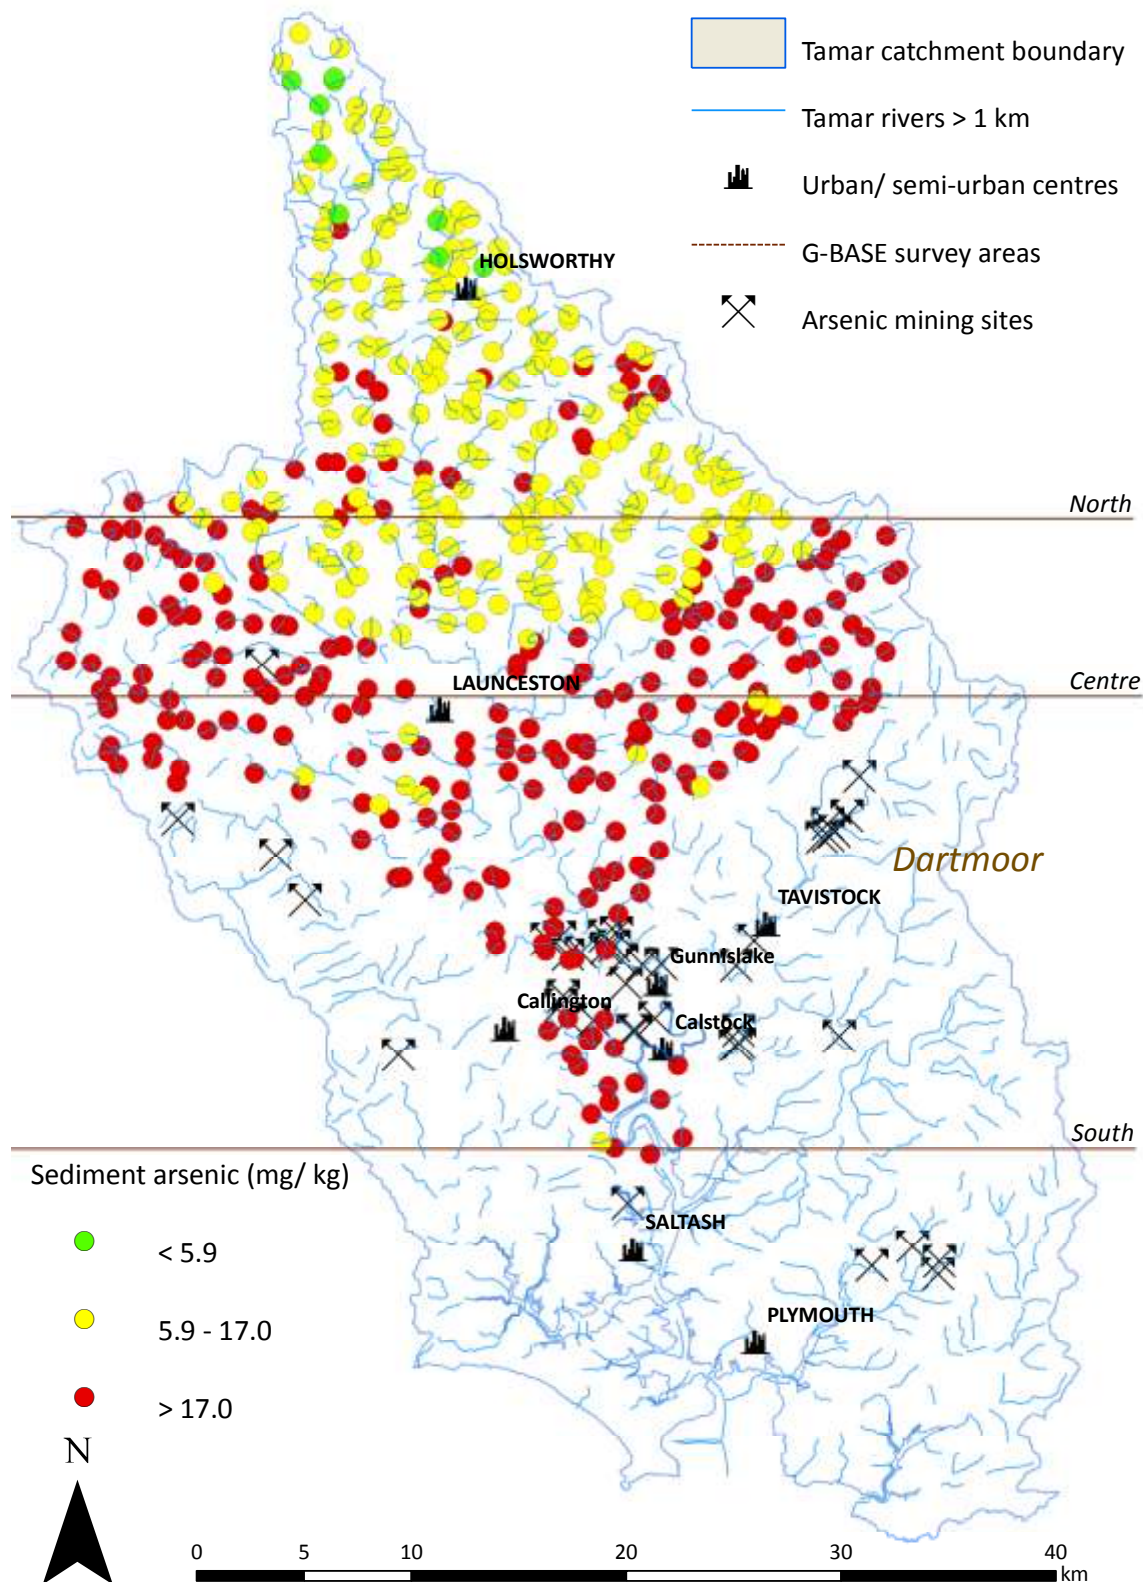 Tamar catchment boundary
Tamar rivers > 1 km
Urban/ semi-urban centres
G-BASE survey areas
Arsenic mining sites
HOLSWORTHY
North
LAUNCESTON
Centre
Dartmoor
TAVISTOCK
Gunnislake
Callington
Calstock
South
Sediment arsenic (mg/ kg)
SALTASH
< 5.9
PLYMOUTH
5.9 - 17.0
> 17.0
N
0 5 10 20 30 40
km